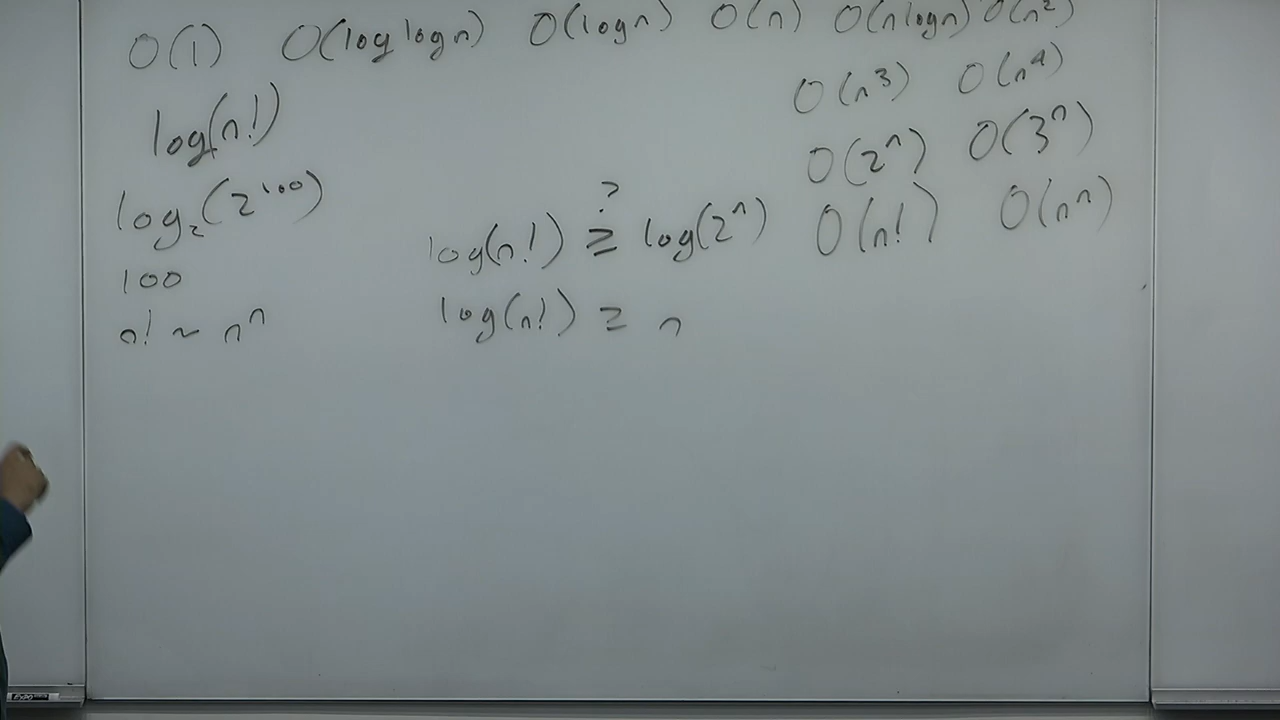 O(1) O(log log n) O(log n) O(n) O(n log n) O(n²)
O(n³) O(n⁴)
log(n!)
O(2ⁿ) O(3ⁿ)
log₂(2¹⁰⁰)
?
log(n!) ≥ log(2ⁿ) O(n!) O(nⁿ)
100
log(n!) ≥ n
n! ~ nⁿ